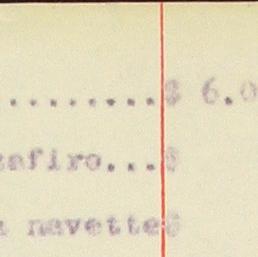 ......... $ 6.0
zafiro...$
navette$